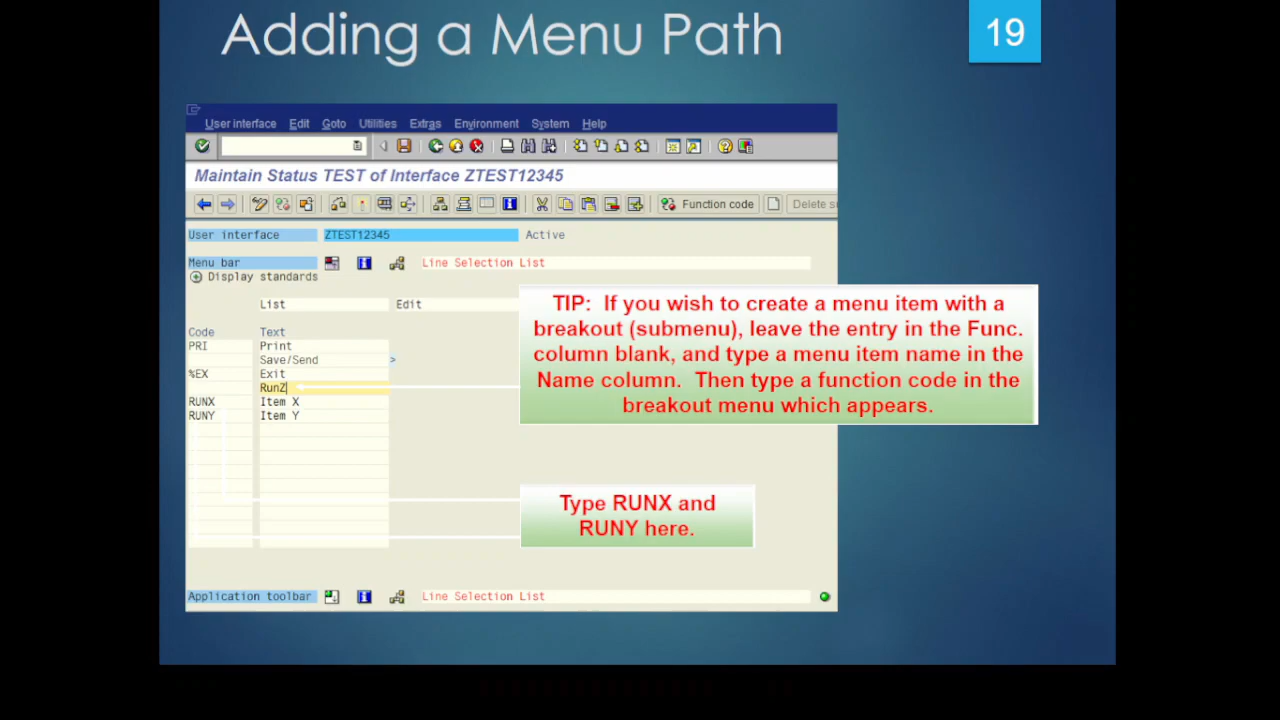 Adding a Menu Path
19
User interface Edit Goto Utilities Extras Environment System Help
Maintain Status TEST of Interface ZTEST12345
Function code Delete s
User interface ZTEST12345 Active
Menu bar Line Selection List
Display standards
List Edit
Code Text
PRI Print
Save/Send >
%EX Exit
RunZ
RUNX Item X
RUNY Item Y
TIP: If you wish to create a menu item with a
breakout (submenu), leave the entry in the Func.
column blank, and type a menu item name in the
Name column. Then type a function code in the
breakout menu which appears.
Type RUNX and
RUNY here.
Application toolbar Line Selection List